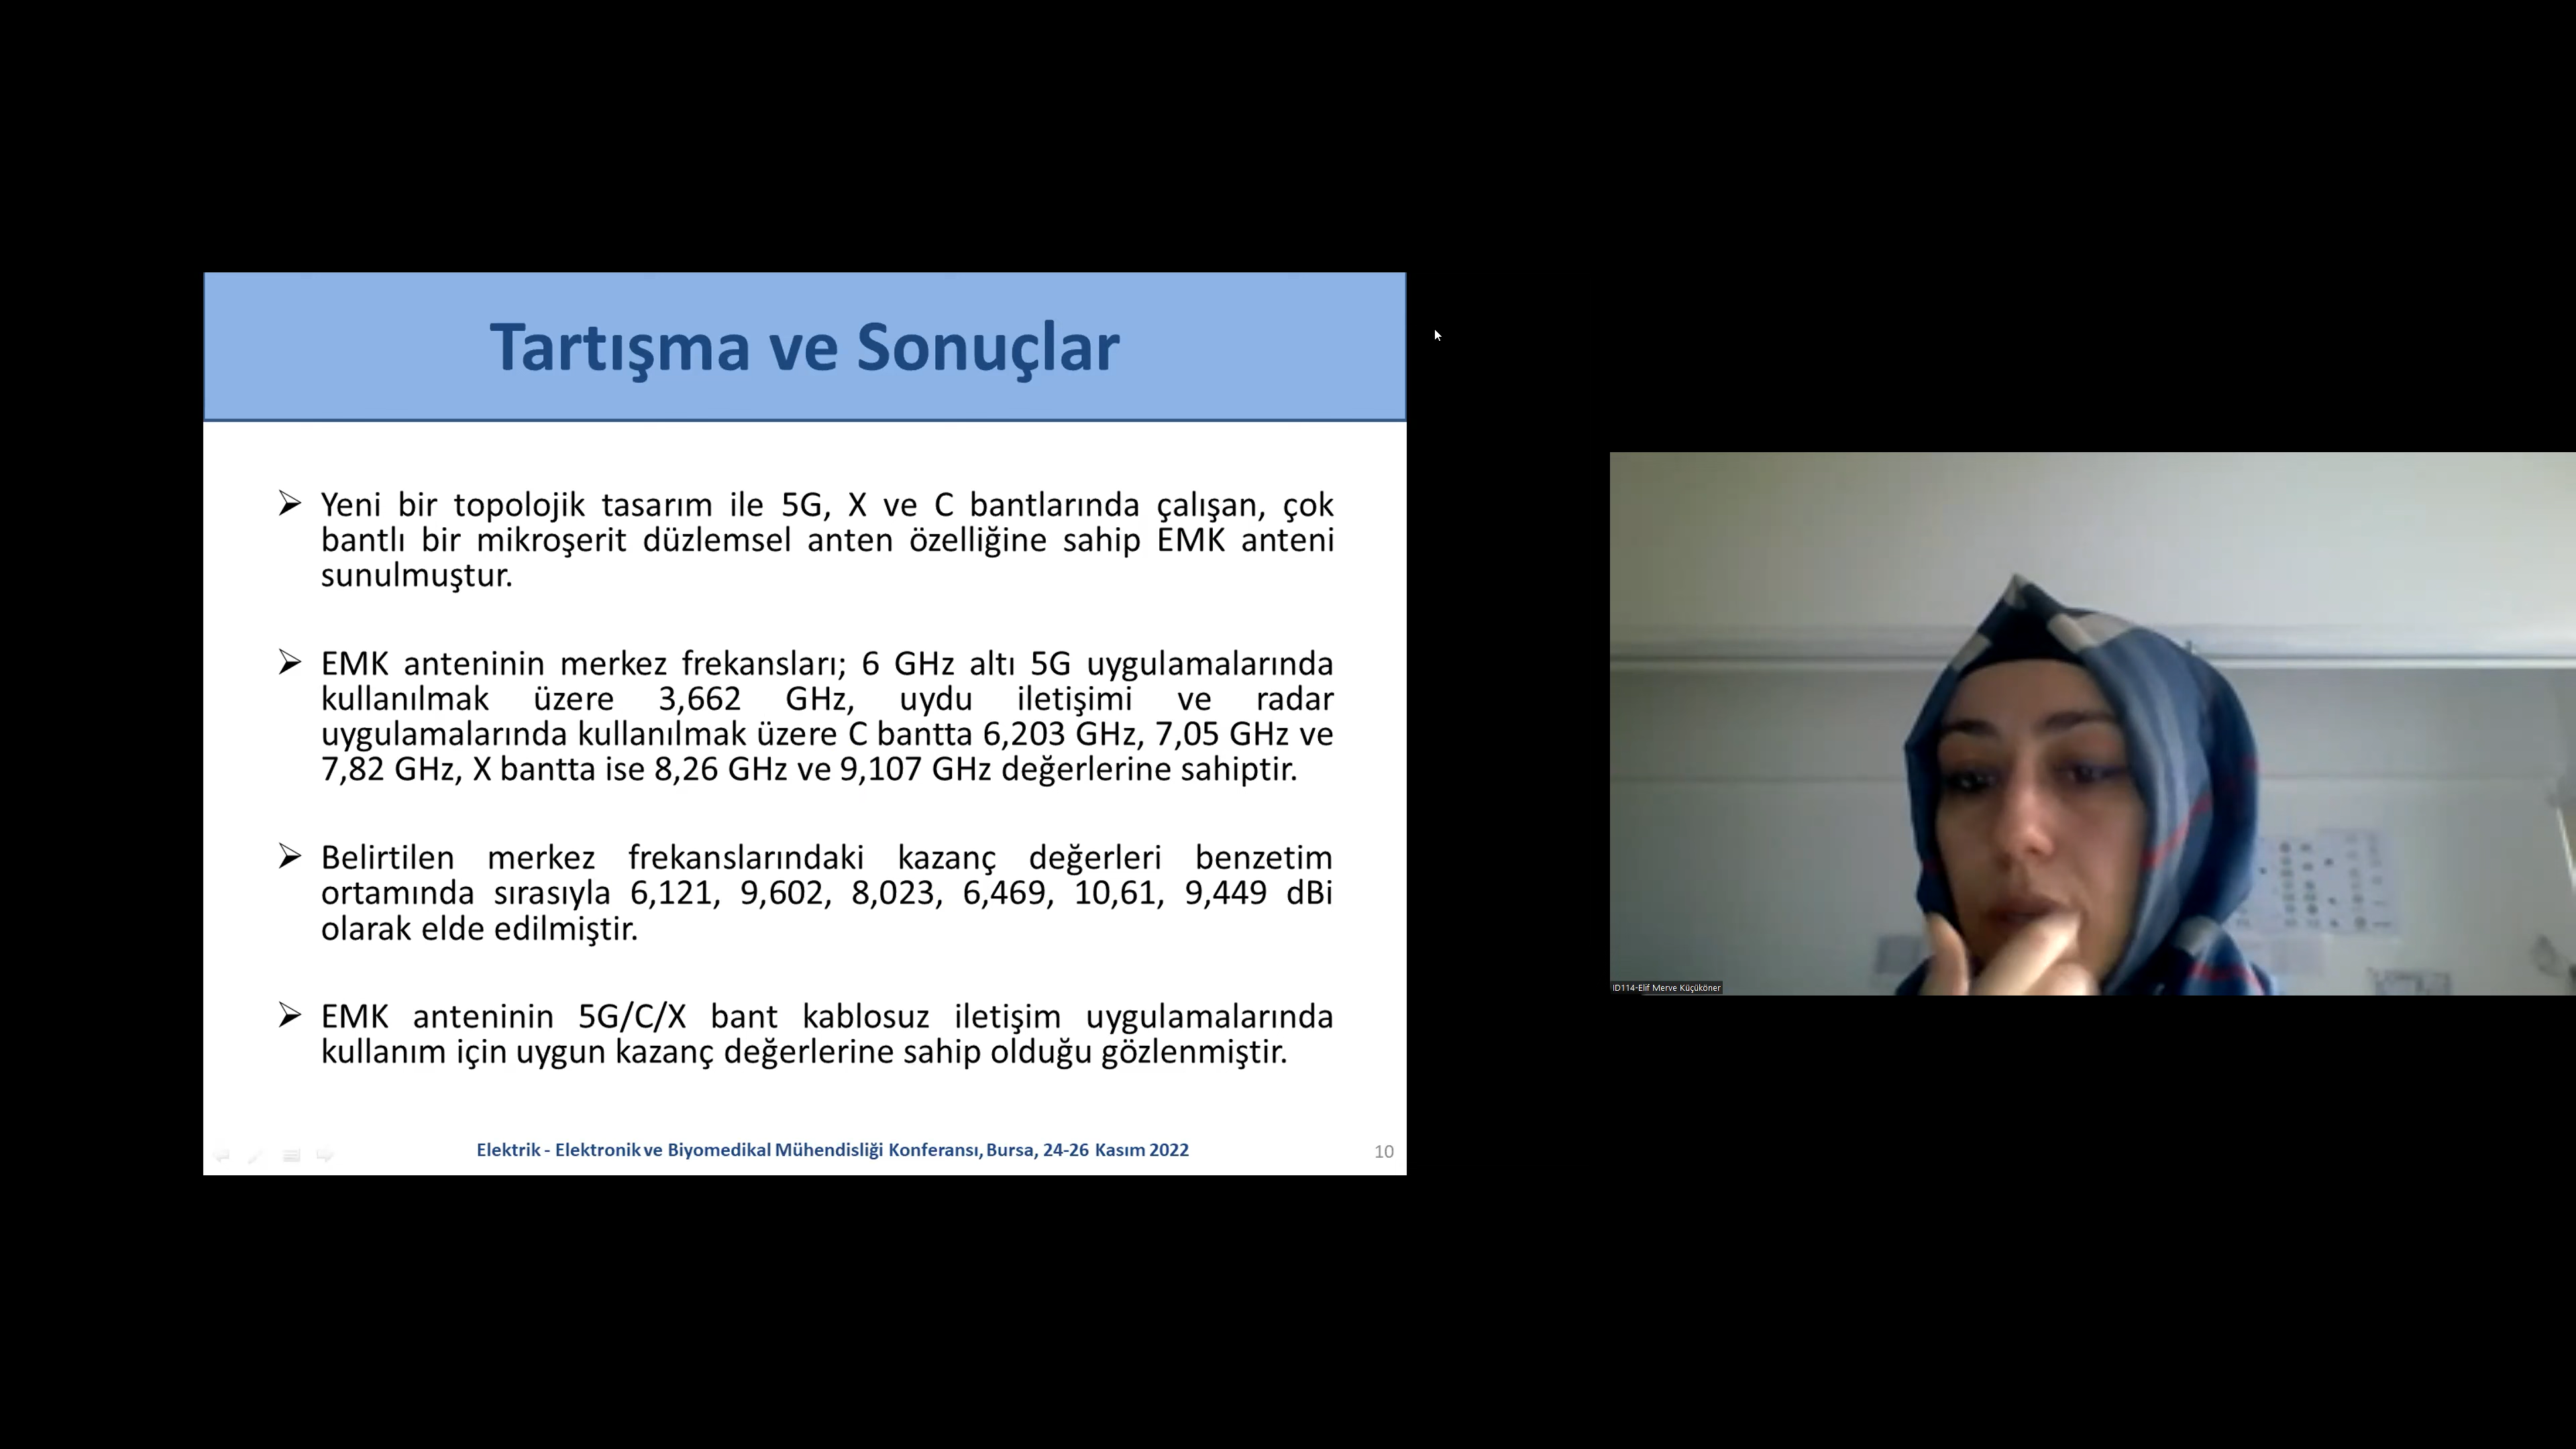 Tartışma ve Sonuçlar
➢ Yeni bir topolojik tasarım ile 5G, X ve C bantlarında çalışan, çok
bantlı bir mikroşerit düzlemsel anten özelliğine sahip EMK anteni
sunulmuştur.
➢ EMK anteninin merkez frekansları; 6 GHz altı 5G uygulamalarında
kullanılmak üzere 3,662 GHz, uydu iletişimi ve radar
uygulamalarında kullanılmak üzere C bantta 6,203 GHz, 7,05 GHz ve
7,82 GHz, X bantta ise 8,26 GHz ve 9,107 GHz değerlerine sahiptir.
➢ Belirtilen merkez frekanslarındaki kazanç değerleri benzetim
ortamında sırasıyla 6,121, 9,602, 8,023, 6,469, 10,61, 9,449 dBi
olarak elde edilmiştir.
➢ EMK anteninin 5G/C/X bant kablosuz iletişim uygulamalarında
kullanım için uygun kazanç değerlerine sahip olduğu gözlenmiştir.
Elektrik - Elektronik ve Biyomedikal Mühendisliği Konferansı, Bursa, 24-26 Kasım 2022
10
ID114-Elif Merve Küçüköner